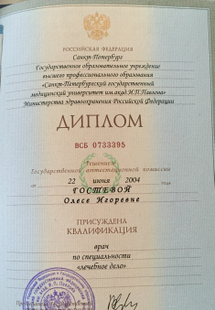 РОССИЙСКАЯ ФЕДЕРАЦИЯ
Санкт-Петербург
Государственное образовательное учреждение
высшего профессионального образования
«Санкт-Петербургский государственный
медицинский университет им.акад.И.П.Павлова»
Министерства здравоохранения Российской Федерации
ДИПЛОМ
ВСБ 0733395
Решением
Государственной аттестационной комиссии
от 22 июня 2004 года
ГОСТЕВОЙ
Олесе Игоревне
ПРИСУЖДЕНА
КВАЛИФИКАЦИЯ
врач
по специальности
«лечебное дело»